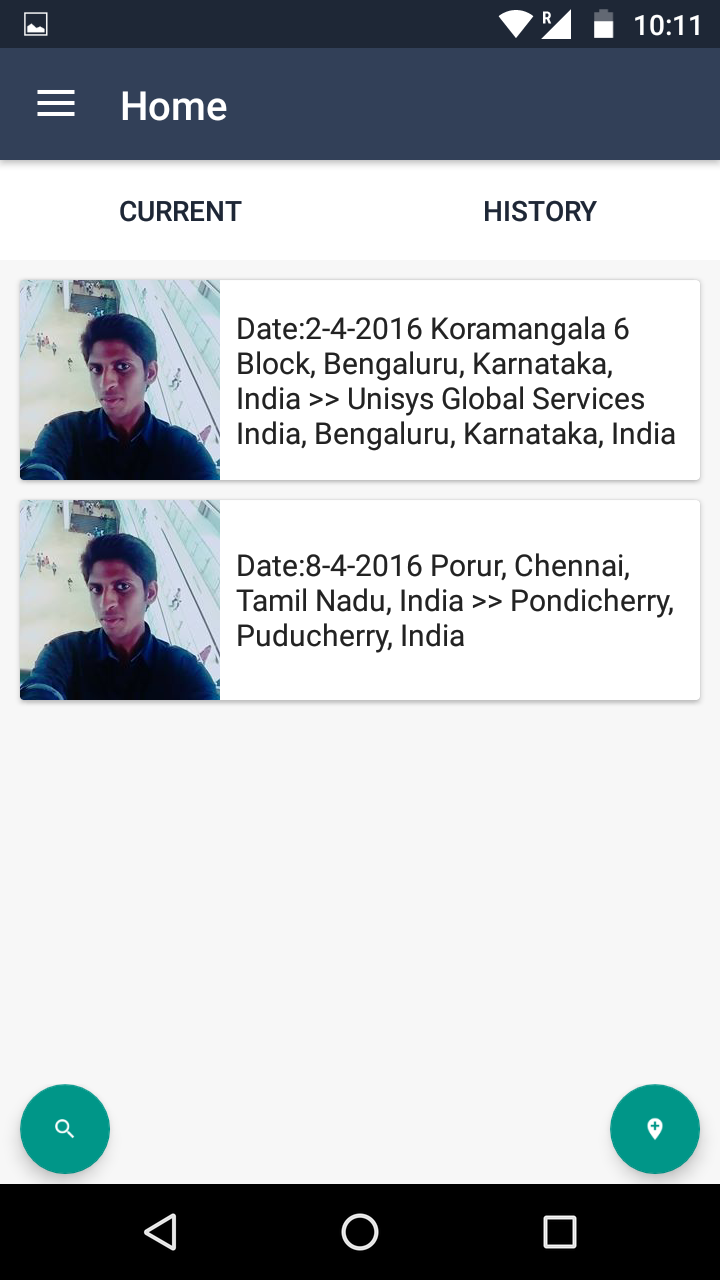 R 10:11
Home
CURRENT
HISTORY
Date:2-4-2016 Koramangala 6
Block, Bengaluru, Karnataka,
India >> Unisys Global Services
India, Bengaluru, Karnataka, India
Date:8-4-2016 Porur, Chennai,
Tamil Nadu, India >> Pondicherry,
Puducherry, India